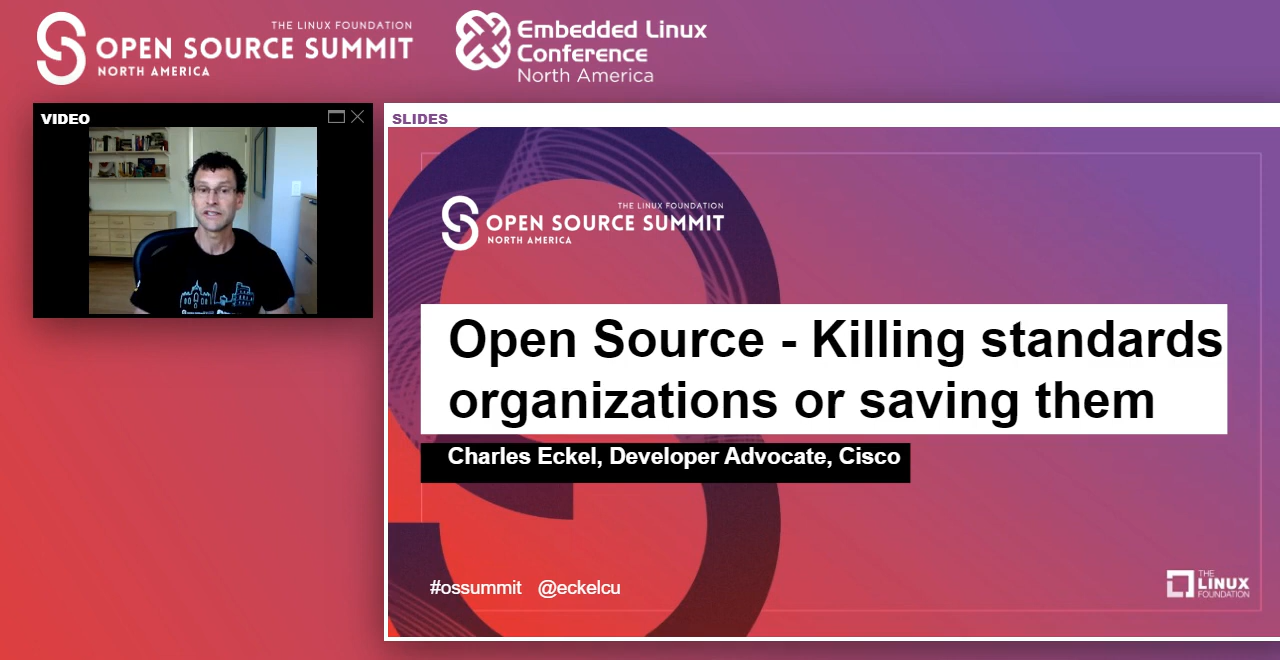 THE LINUX FOUNDATION
OPEN SOURCE SUMMIT
NORTH AMERICA
Embedded Linux
Conference
North America
VIDEO
SLIDES
THE LINUX FOUNDATION
OPEN SOURCE SUMMIT
NORTH AMERICA
Open Source - Killing standards
organizations or saving them
Charles Eckel, Developer Advocate, Cisco
#ossummit @eckelcu
THE
LINUX
FOUNDATION